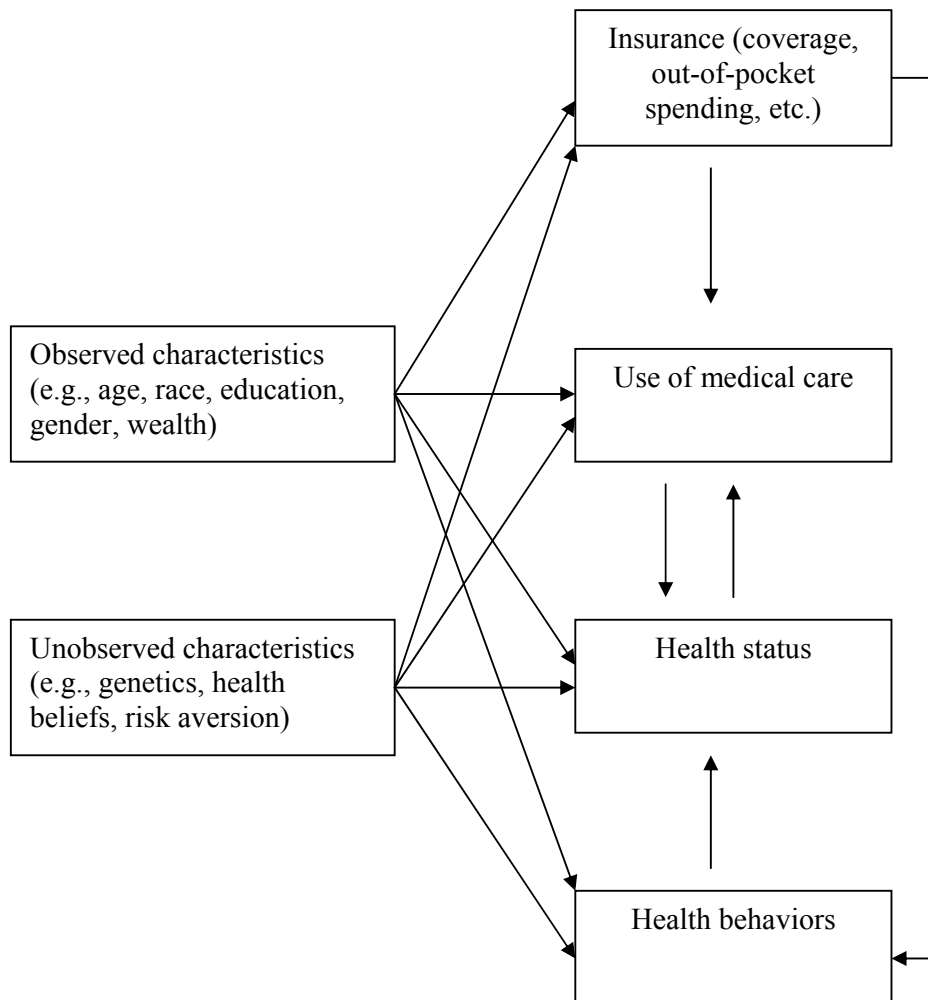 Insurance (coverage,
out-of-pocket
spending, etc.)
Observed characteristics
(e.g., age, race, education,
gender, wealth)
Use of medical care
Unobserved characteristics
(e.g., genetics, health
beliefs, risk aversion)
Health status
Health behaviors